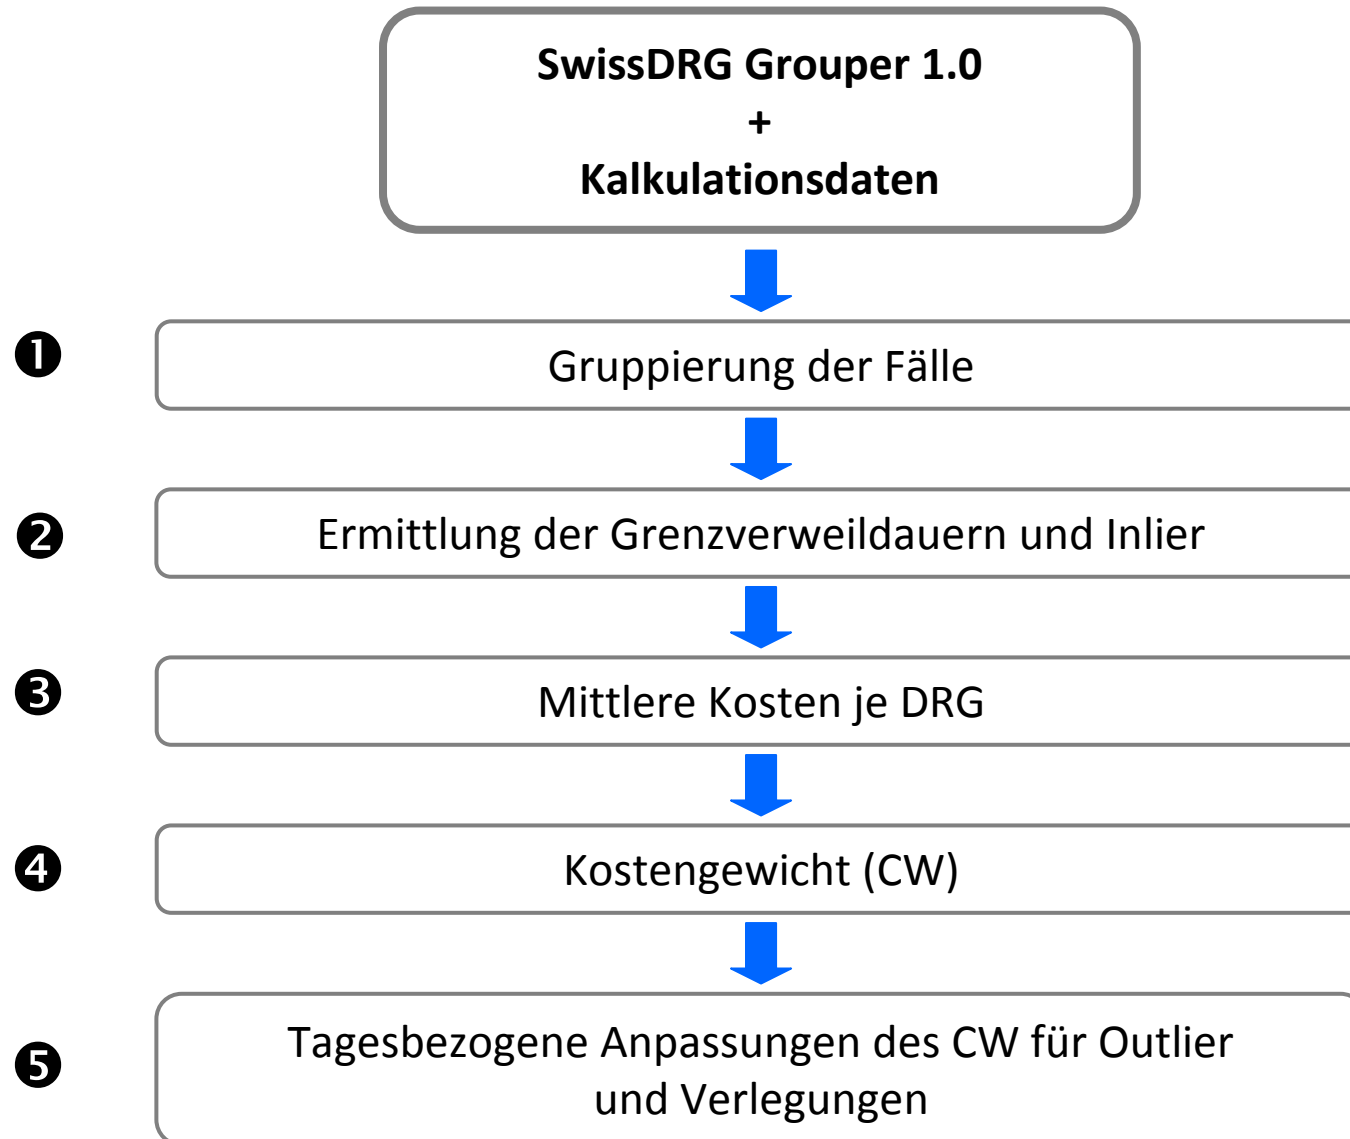 SwissDRG Grouper 1.0
+
Kalkulationsdaten
❶ Gruppierung der Fälle
❷ Ermittlung der Grenzverweildauern und Inlier
❸ Mittlere Kosten je DRG
❹ Kostengewicht (CW)
❺ Tagesbezogene Anpassungen des CW für Outlier
und Verlegungen